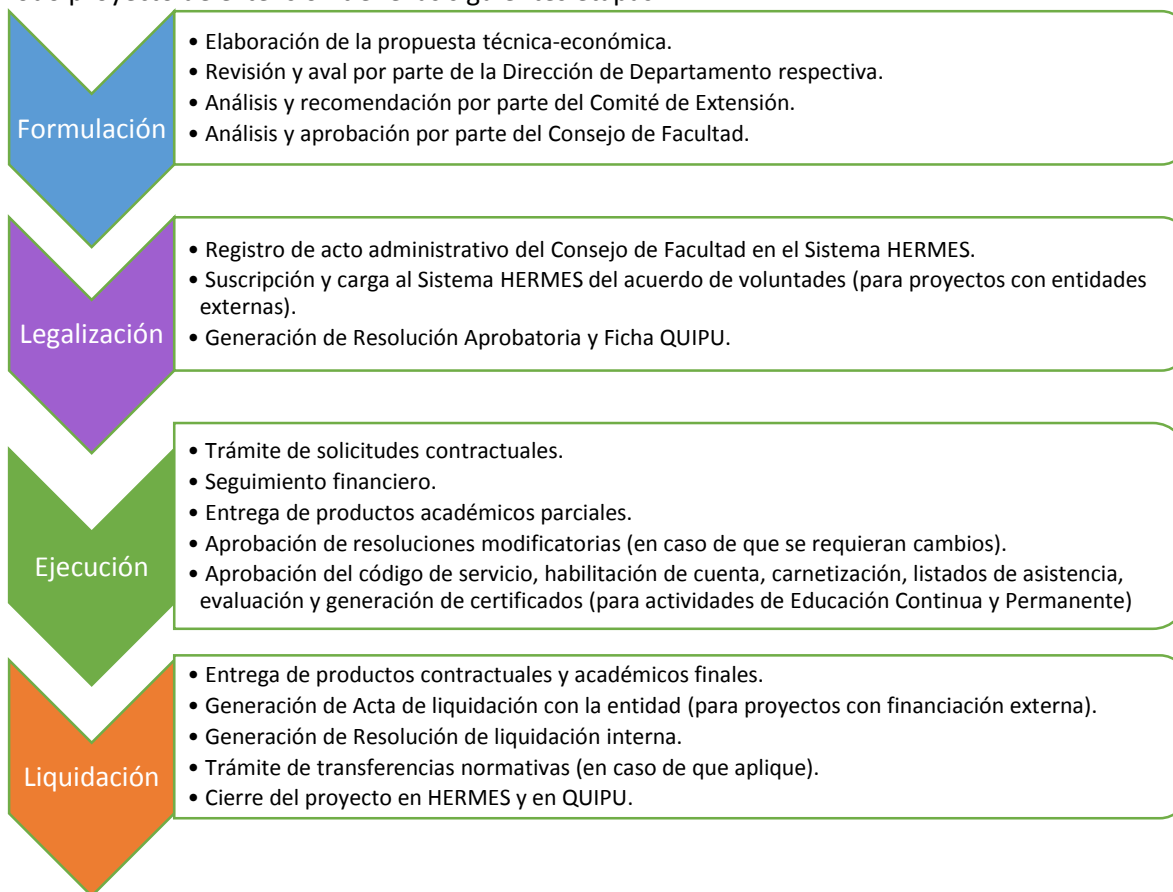 Formulación
• Elaboración de la propuesta técnica-económica.
• Revisión y aval por parte de la Dirección de Departamento respectiva.
• Análisis y recomendación por parte del Comité de Extensión.
• Análisis y aprobación por parte del Consejo de Facultad.
Legalización
• Registro de acto administrativo del Consejo de Facultad en el Sistema HERMES.
• Suscripción y carga al Sistema HERMES del acuerdo de voluntades (para proyectos con entidades
externas).
• Generación de Resolución Aprobatoria y Ficha QUIPU.
Ejecución
• Trámite de solicitudes contractuales.
• Seguimiento financiero.
• Entrega de productos académicos parciales.
• Aprobación de resoluciones modificatorias (en caso de que se requieran cambios).
• Aprobación del código de servicio, habilitación de cuenta, carnetización, listados de asistencia,
evaluación y generación de certificados (para actividades de Educación Continua y Permanente)
Liquidación
• Entrega de productos contractuales y académicos finales.
• Generación de Acta de liquidación con la entidad (para proyectos con financiación externa).
• Generación de Resolución de liquidación interna.
• Trámite de transferencias normativas (en caso de que aplique).
• Cierre del proyecto en HERMES y en QUIPU.